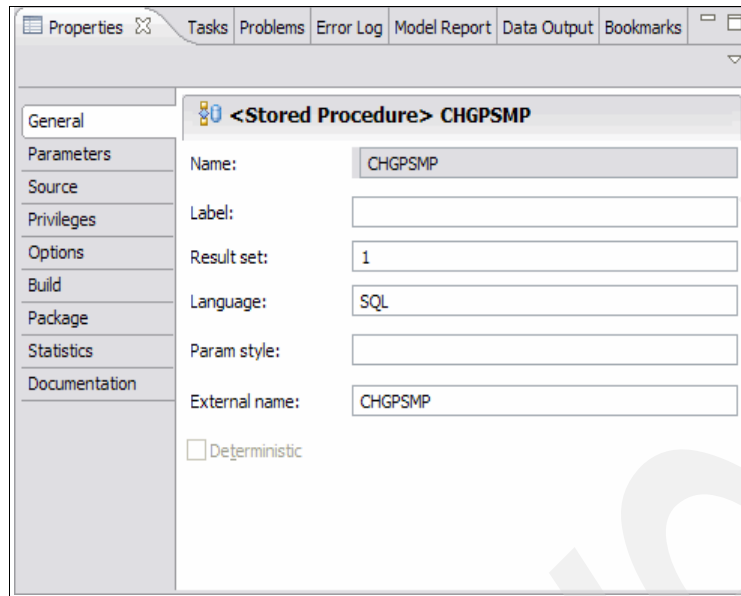 Properties Tasks Problems Error Log Model Report Data Output Bookmarks
<Stored Procedure> CHGPSMP
General
Parameters
Source
Privileges
Options
Build
Package
Statistics
Documentation
Name: CHGPSMP
Label:
Result set: 1
Language: SQL
Param style:
External name: CHGPSMP
Deterministic